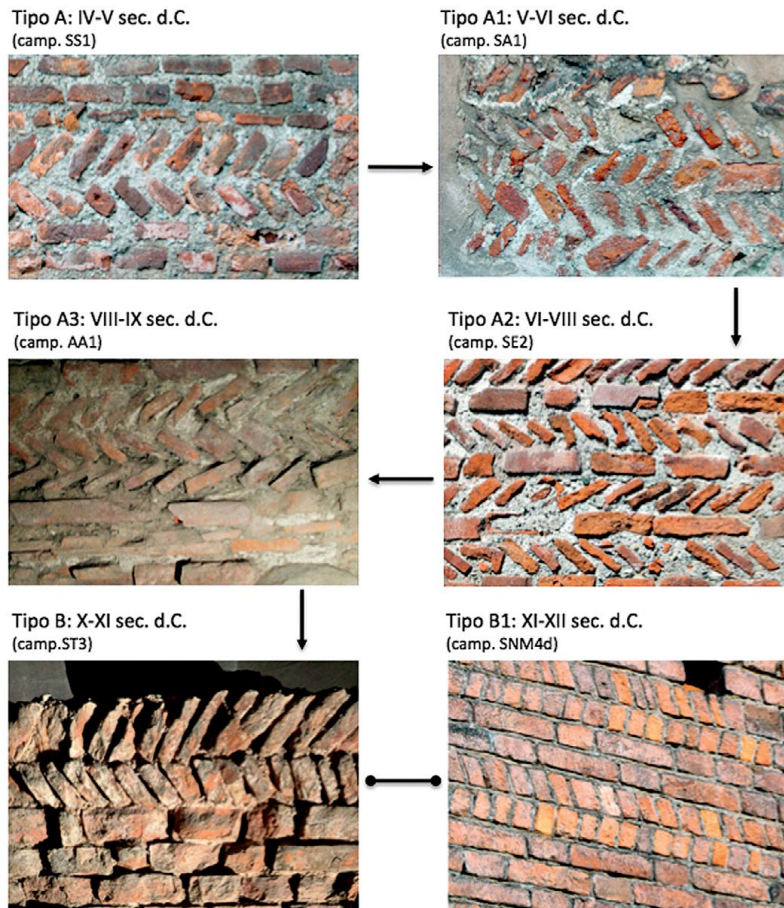 Tipo A: IV-V sec. d.C.
(camp. SS1)
Tipo A1: V-VI sec. d.C.
(camp. SA1)
Tipo A3: VIII-IX sec. d.C.
(camp. AA1)
Tipo A2: VI-VIII sec. d.C.
(camp. SE2)
Tipo B: X-XI sec. d.C.
(camp.ST3)
Tipo B1: XI-XII sec. d.C.
(camp. SNM4d)